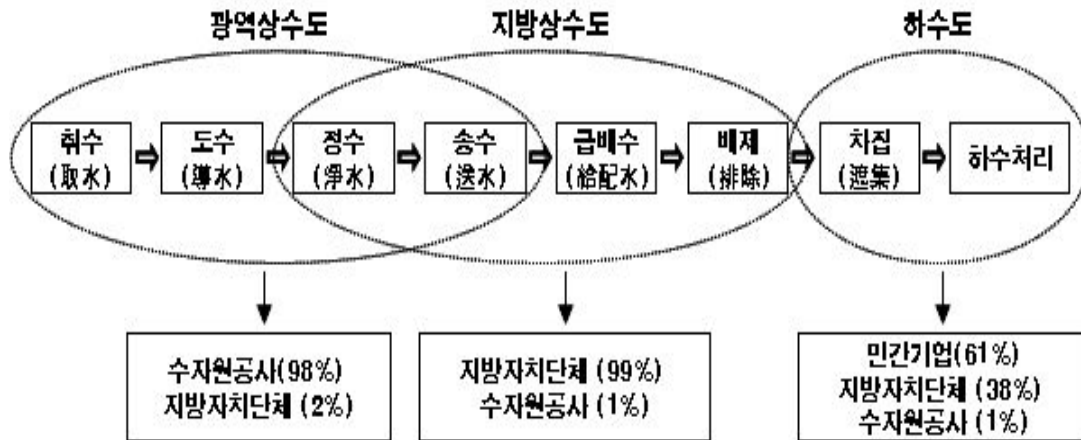 광역상수도
지방상수도
하수도
취수
(取水)
도수
(導水)
정수
(淨水)
송수
(送水)
급배수
(給配水)
배제
(排除)
차집
(遮集)
하수처리
수자원공사(98%)
지방자치단체 (2%)
지방자치단체 (99%)
수자원공사 (1%)
민간기업(61%)
지방자치단체 (38%)
수자원공사 (1%)